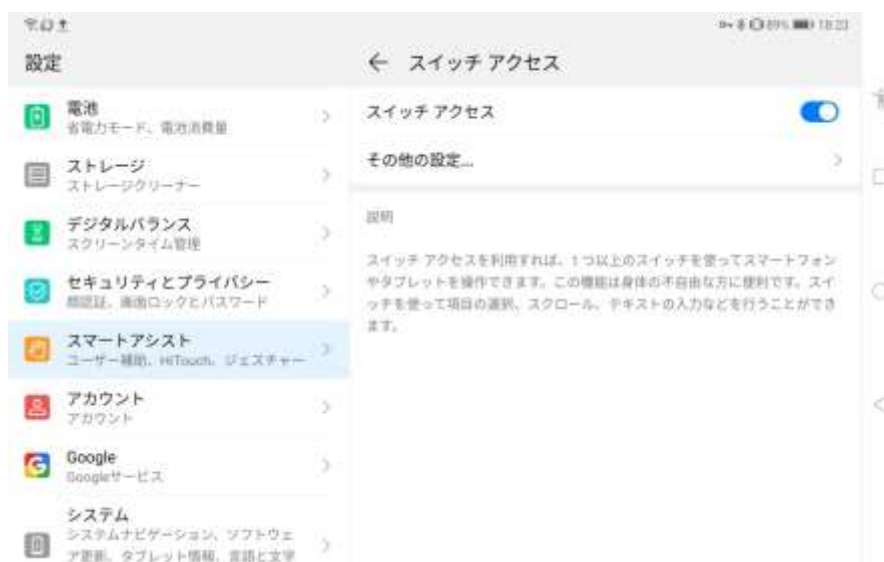 89% 18:23
設定
← スイッチ アクセス
電池
省電力モード、電池消費量
ストレージ
ストレージクリーナー
デジタルバランス
スクリーンタイム管理
セキュリティとプライバシー
顔認証、画面ロックとパスワード
スマートアシスト
ユーザー補助、HiTouch、ジェスチャー
アカウント
アカウント
Google
Googleサービス
システム
システムナビゲーション、ソフトウェ
ア更新、タブレット情報、言語と文字
スイッチ アクセス
その他の設定...
説明
スイッチ アクセスを利用すれば、1つ以上のスイッチを使ってスマートフォン
やタブレットを操作できます。この機能は身体の不自由な方に便利です。スイ
ッチを使って項目の選択、スクロール、テキストの入力などを行うことができ
ます。